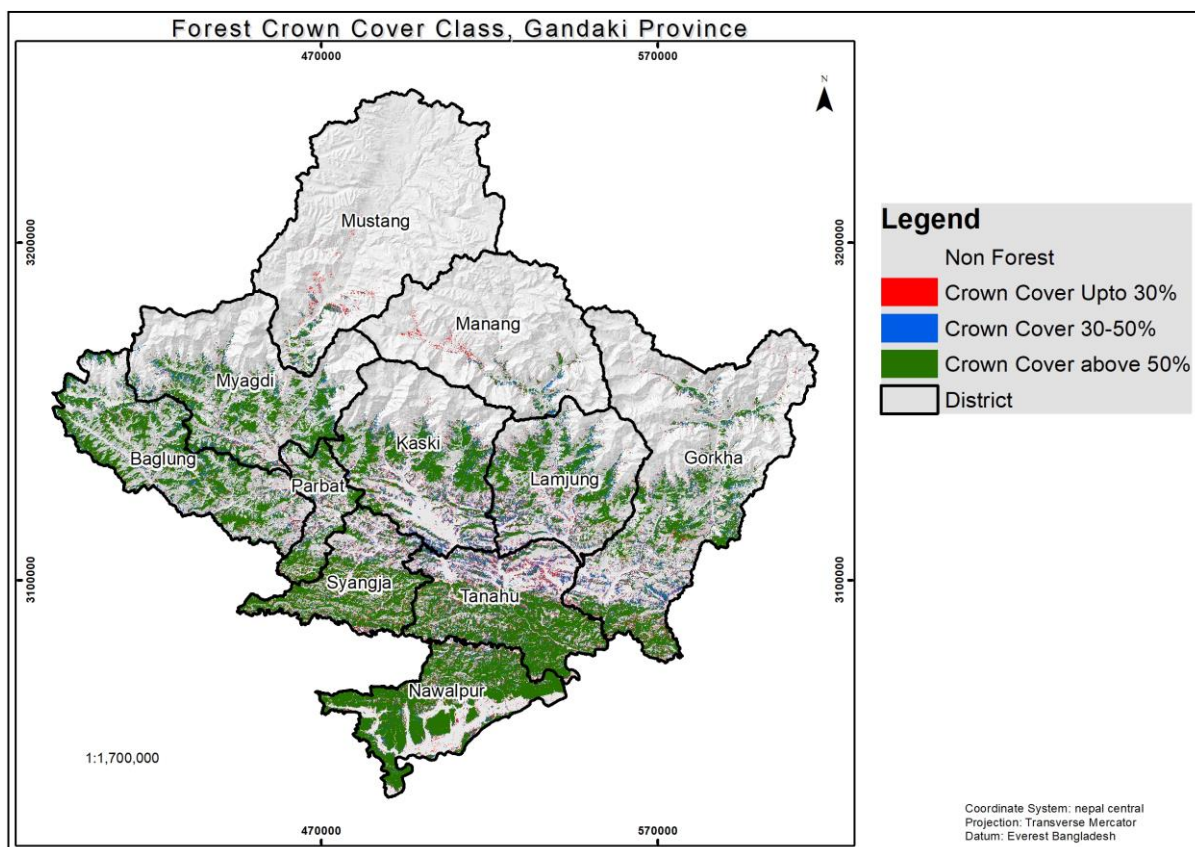 Forest Crown Cover Class, Gandaki Province
470000
570000
N
3200000
3200000
Mustang
Manang
Myagdi
Kaski
Gorkha
Baglung
Lamjung
Parbat
3100000
3100000
Syangja
Tanahu
Nawalpur
1:1,700,000
470000
570000
Legend
Non Forest
Crown Cover Upto 30%
Crown Cover 30-50%
Crown Cover above 50%
District
Coordinate System: nepal central
Projection: Transverse Mercator
Datum: Everest Bangladesh